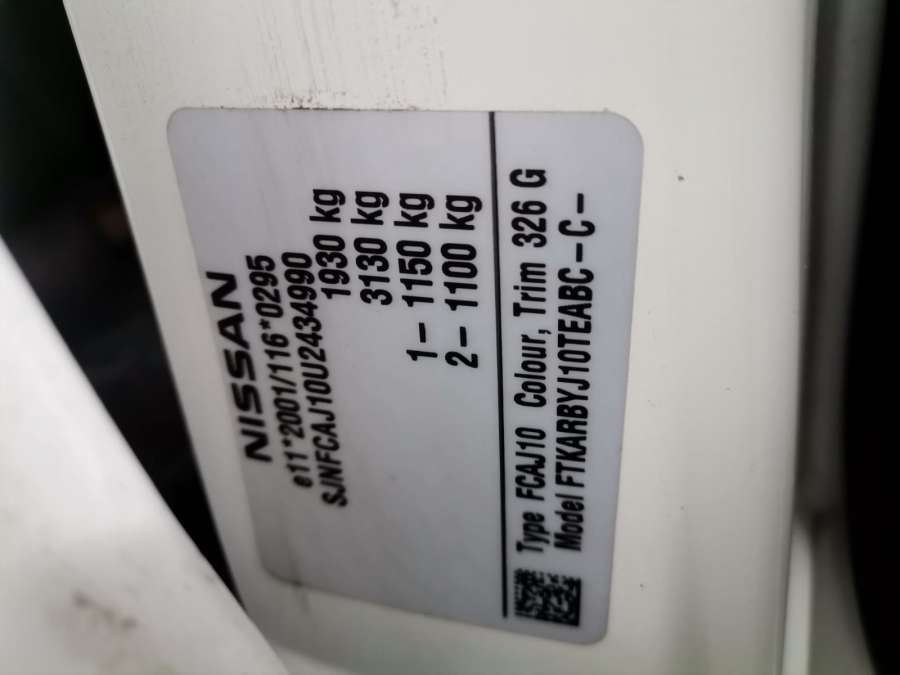 NISSAN
e11*2001/116*0295
SJNFCAJ10U2434990
1930 kg
3130 kg
1– 1150 kg
2– 1100 kg
Type FCAJ10 Colour, Trim 326 G
Model FTKARBYJ10TEABC–C–